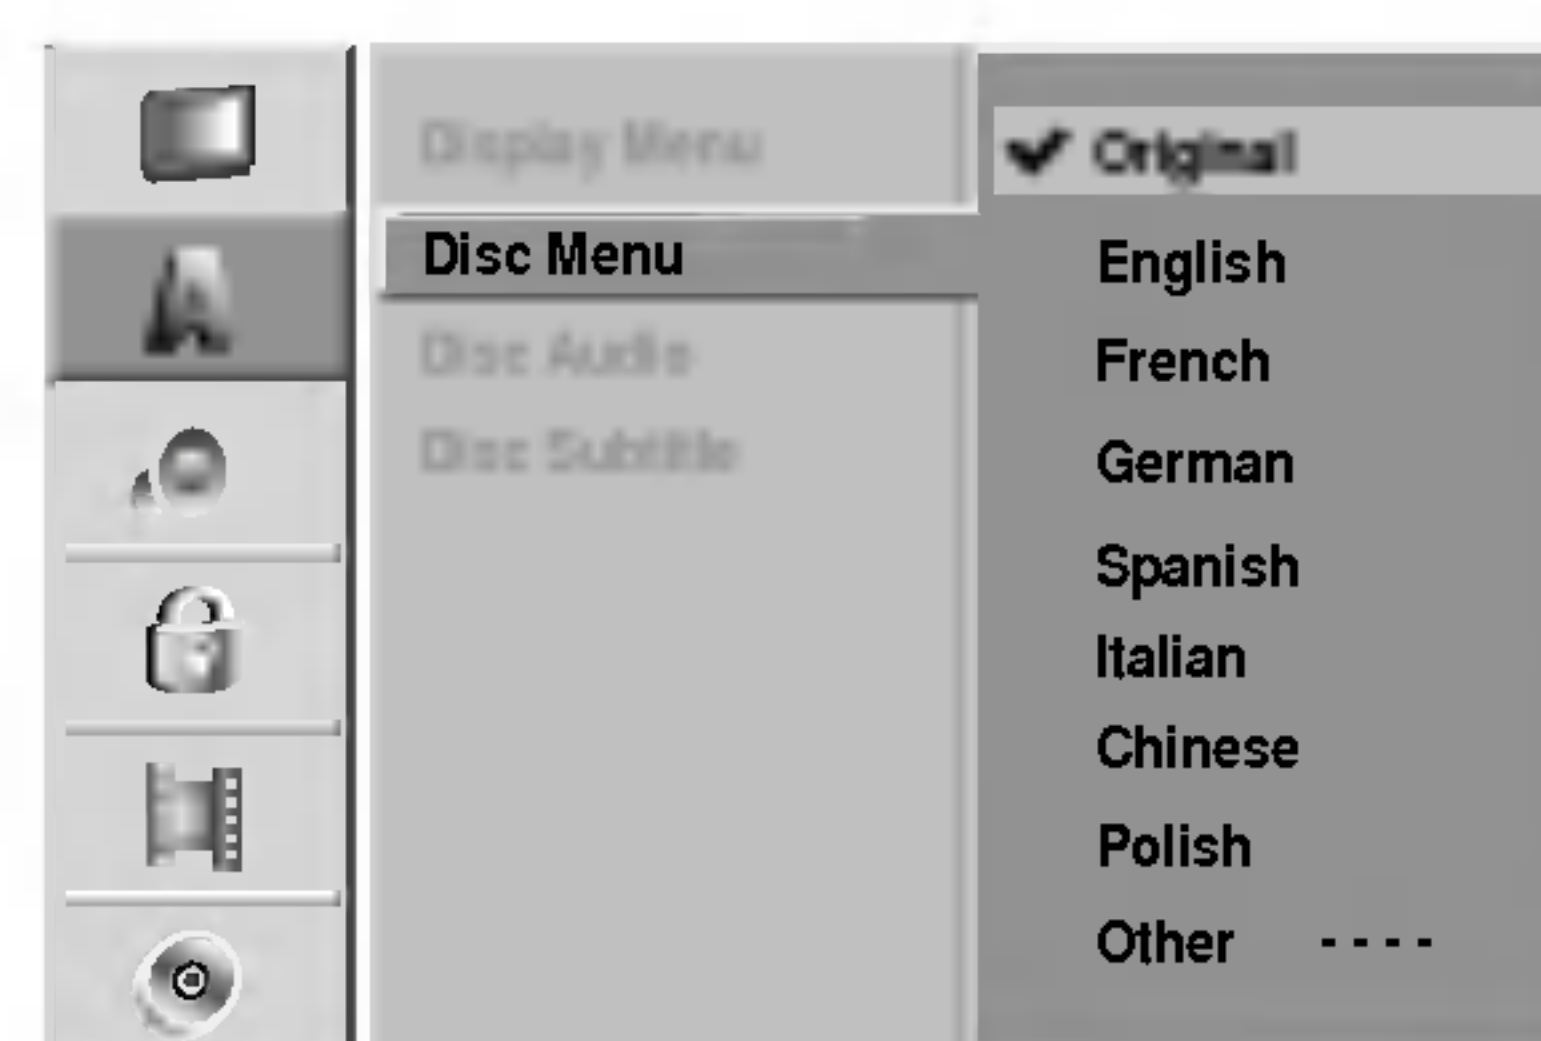 Display Menu
Disc Menu
Disc Audio
Disc Subtitle
Original
English
French
German
Spanish
Italian
Chinese
Polish
Other - - - -